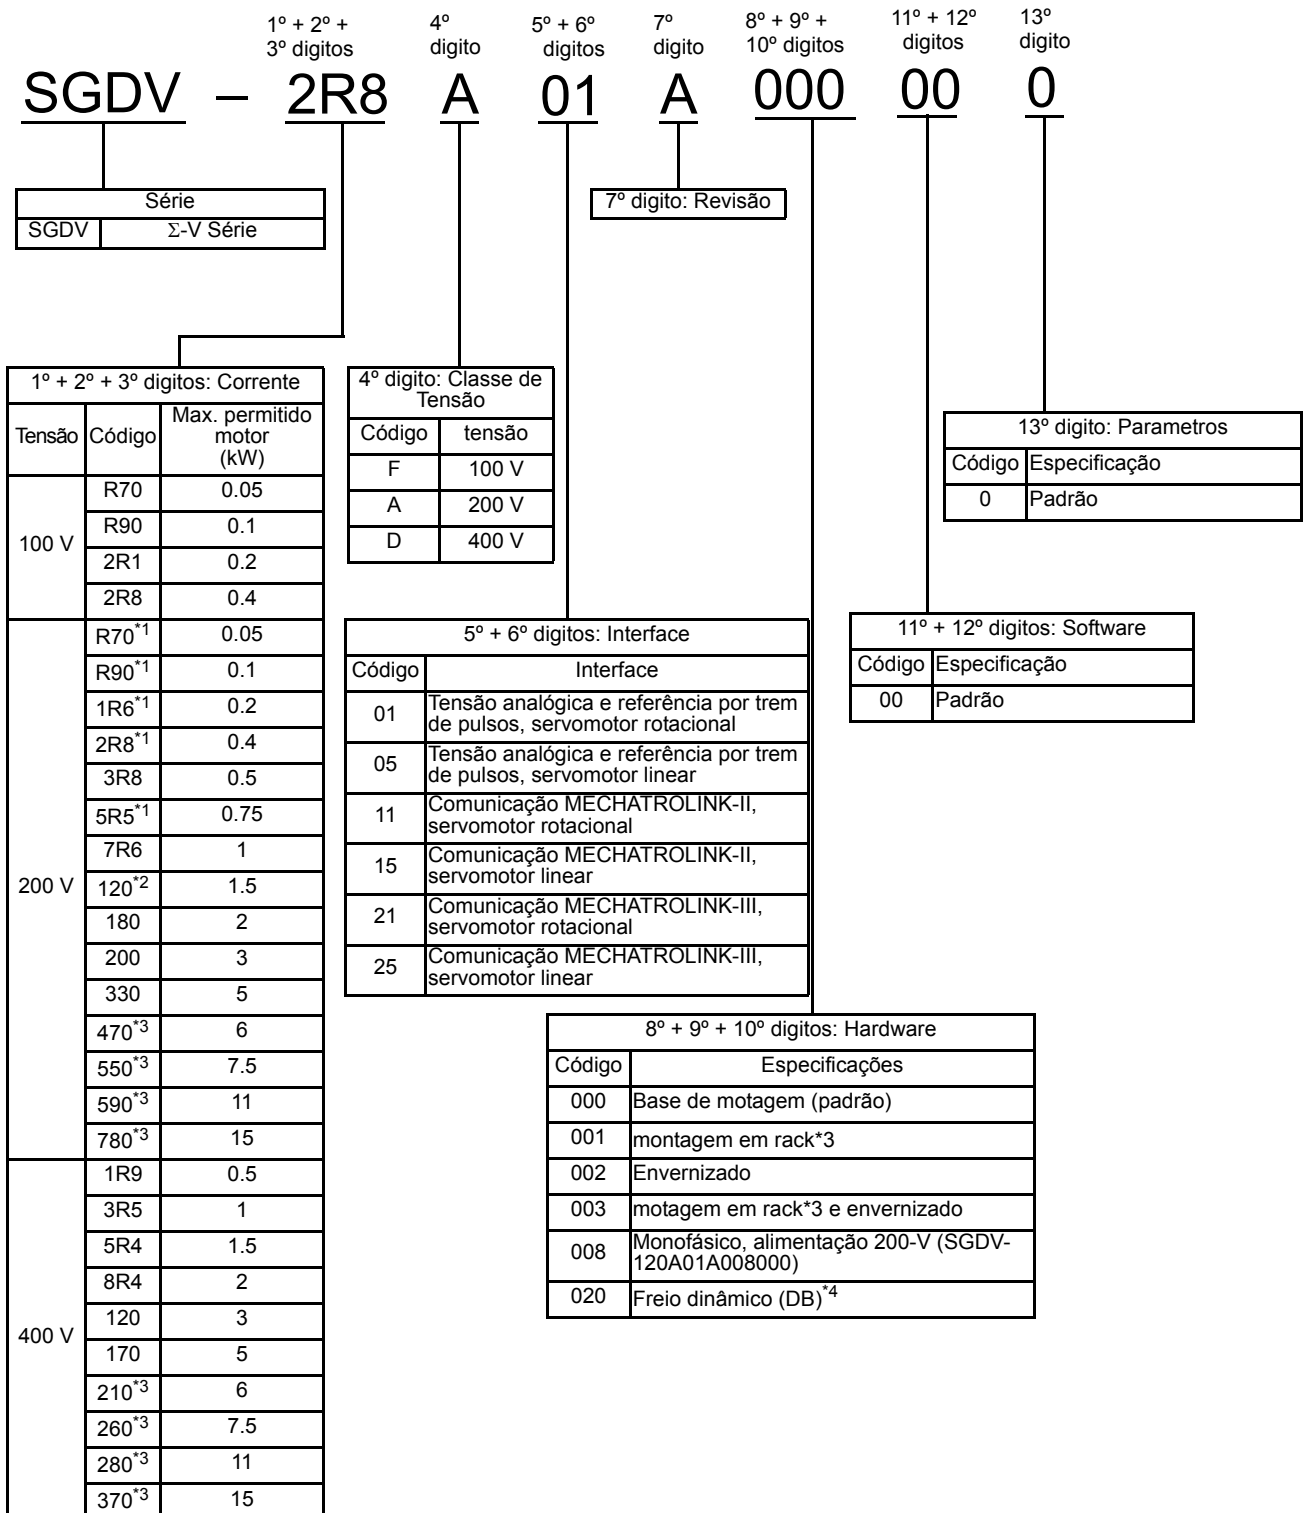 1º + 2º +
3º digitos
4º
digito
5º + 6º
digitos
7º
digito
8º + 9º +
10º digitos
11º + 12º
digitos
13º
digito
SGDV – 2R8 A 01 A 000 00 0
Série
SGDV Σ-V Série
7º digito: Revisão
1º + 2º + 3º digitos: Corrente
Tensão Código Max. permitido
motor
(kW)
100 V
R70 0.05
R90 0.1
2R1 0.2
2R8 0.4
200 V
R70*1 0.05
R90*1 0.1
1R6*1 0.2
2R8*1 0.4
3R8 0.5
5R5*1 0.75
7R6 1
120*2 1.5
180 2
200 3
330 5
470*3 6
550*3 7.5
590*3 11
780*3 15
400 V
1R9 0.5
3R5 1
5R4 1.5
8R4 2
120 3
170 5
210*3 6
260*3 7.5
280*3 11
370*3 15
4º digito: Classe de
Tensão
Código tensão
F 100 V
A 200 V
D 400 V
5º + 6º digitos: Interface
Código Interface
01 Tensão analógica e referência por trem
de pulsos, servomotor rotacional
05 Tensão analógica e referência por trem
de pulsos, servomotor linear
11 Comunicação MECHATROLINK-II,
servomotor rotacional
15 Comunicação MECHATROLINK-II,
servomotor linear
21 Comunicação MECHATROLINK-III,
servomotor rotacional
25 Comunicação MECHATROLINK-III,
servomotor linear
13º digito: Parametros
Código Especificação
0 Padrão
11º + 12º digitos: Software
Código Especificação
00 Padrão
8º + 9º + 10º digitos: Hardware
Código Especificações
000 Base de motagem (padrão)
001 montagem em rack*3
002 Envernizado
003 motagem em rack*3 e envernizado
008 Monofásico, alimentação 200-V (SGDV-
120A01A008000)
020 Freio dinâmico (DB)*4